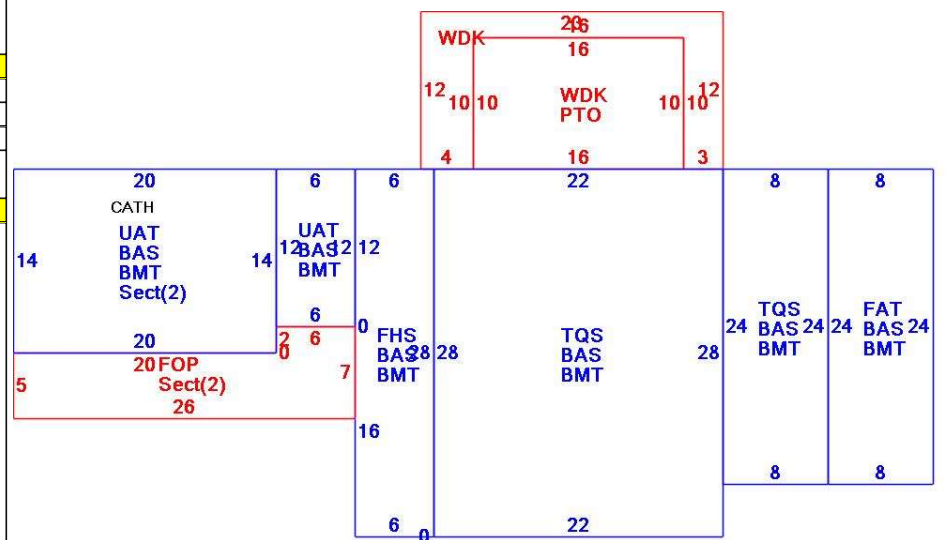 23
16
WDK
16
12
10
10
WDK
PTO
10
10
12
4
16
3
20
6
6
22
8
8
CATH
UAT
BAS
BMT
Sect(2)
14
14
UAT
BAS
BMT
12
12
12
6
20
0
2
0
6
20
FOP
Sect(2)
5
7
26
16
FHS
BAS
BMT
28
28
TQS
BAS
BMT
28
24
TQS
BAS
BMT
24
24
FAT
BAS
BMT
24
8
8
6
0
22